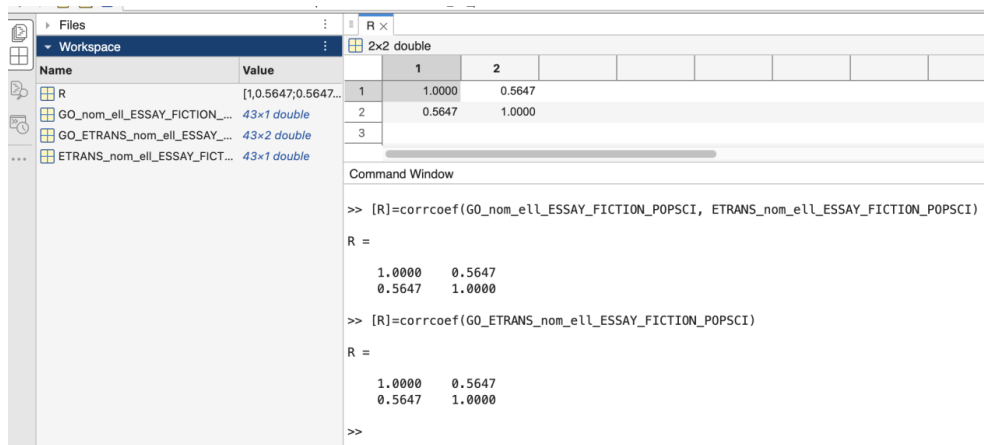 Files
Workspace
Name Value
R [1,0.5647;0.5647...
GO_nom_ell_ESSAY_FICTION_... 43×1 double
GO_ETRANS_nom_ell_ESSAY_... 43×2 double
ETRANS_nom_ell_ESSAY_FICT... 43×1 double
R ×
2×2 double
1 2
1 1.0000 0.5647
2 0.5647 1.0000
3
Command Window
>> [R]=corrcoef(GO_nom_ell_ESSAY_FICTION_POPSCI, ETRANS_nom_ell_ESSAY_FICTION_POPSCI)
R =
1.0000 0.5647
0.5647 1.0000
>> [R]=corrcoef(GO_ETRANS_nom_ell_ESSAY_FICTION_POPSCI)
R =
1.0000 0.5647
0.5647 1.0000
>>